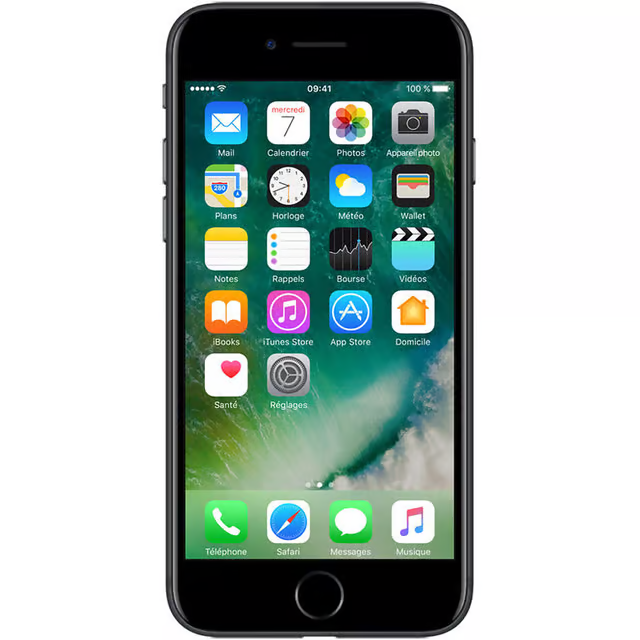 09:41 100 %
mercredi
7
Mail Calendrier Photos Appareil photo
280
Plans Horloge Météo Wallet
Notes Rappels Bourse Vidéos
iBooks iTunes Store App Store Domicile
Santé Réglages
Téléphone Safari Messages Musique